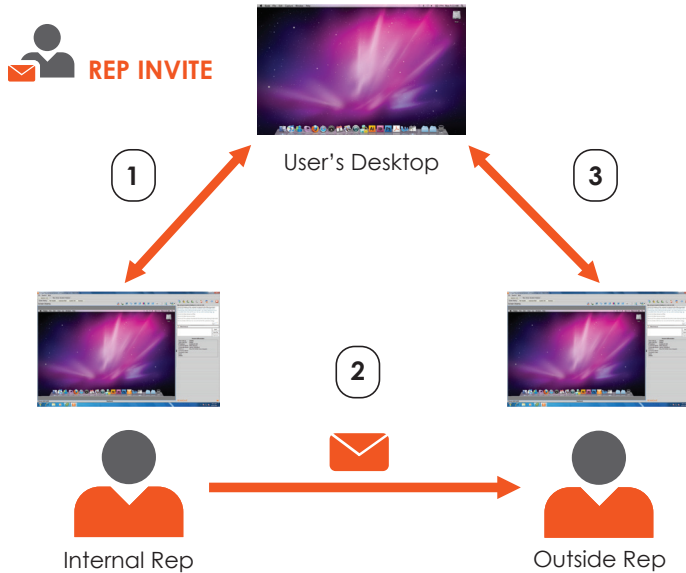 REP INVITE
User's Desktop
1
3
2
Internal Rep
Outside Rep